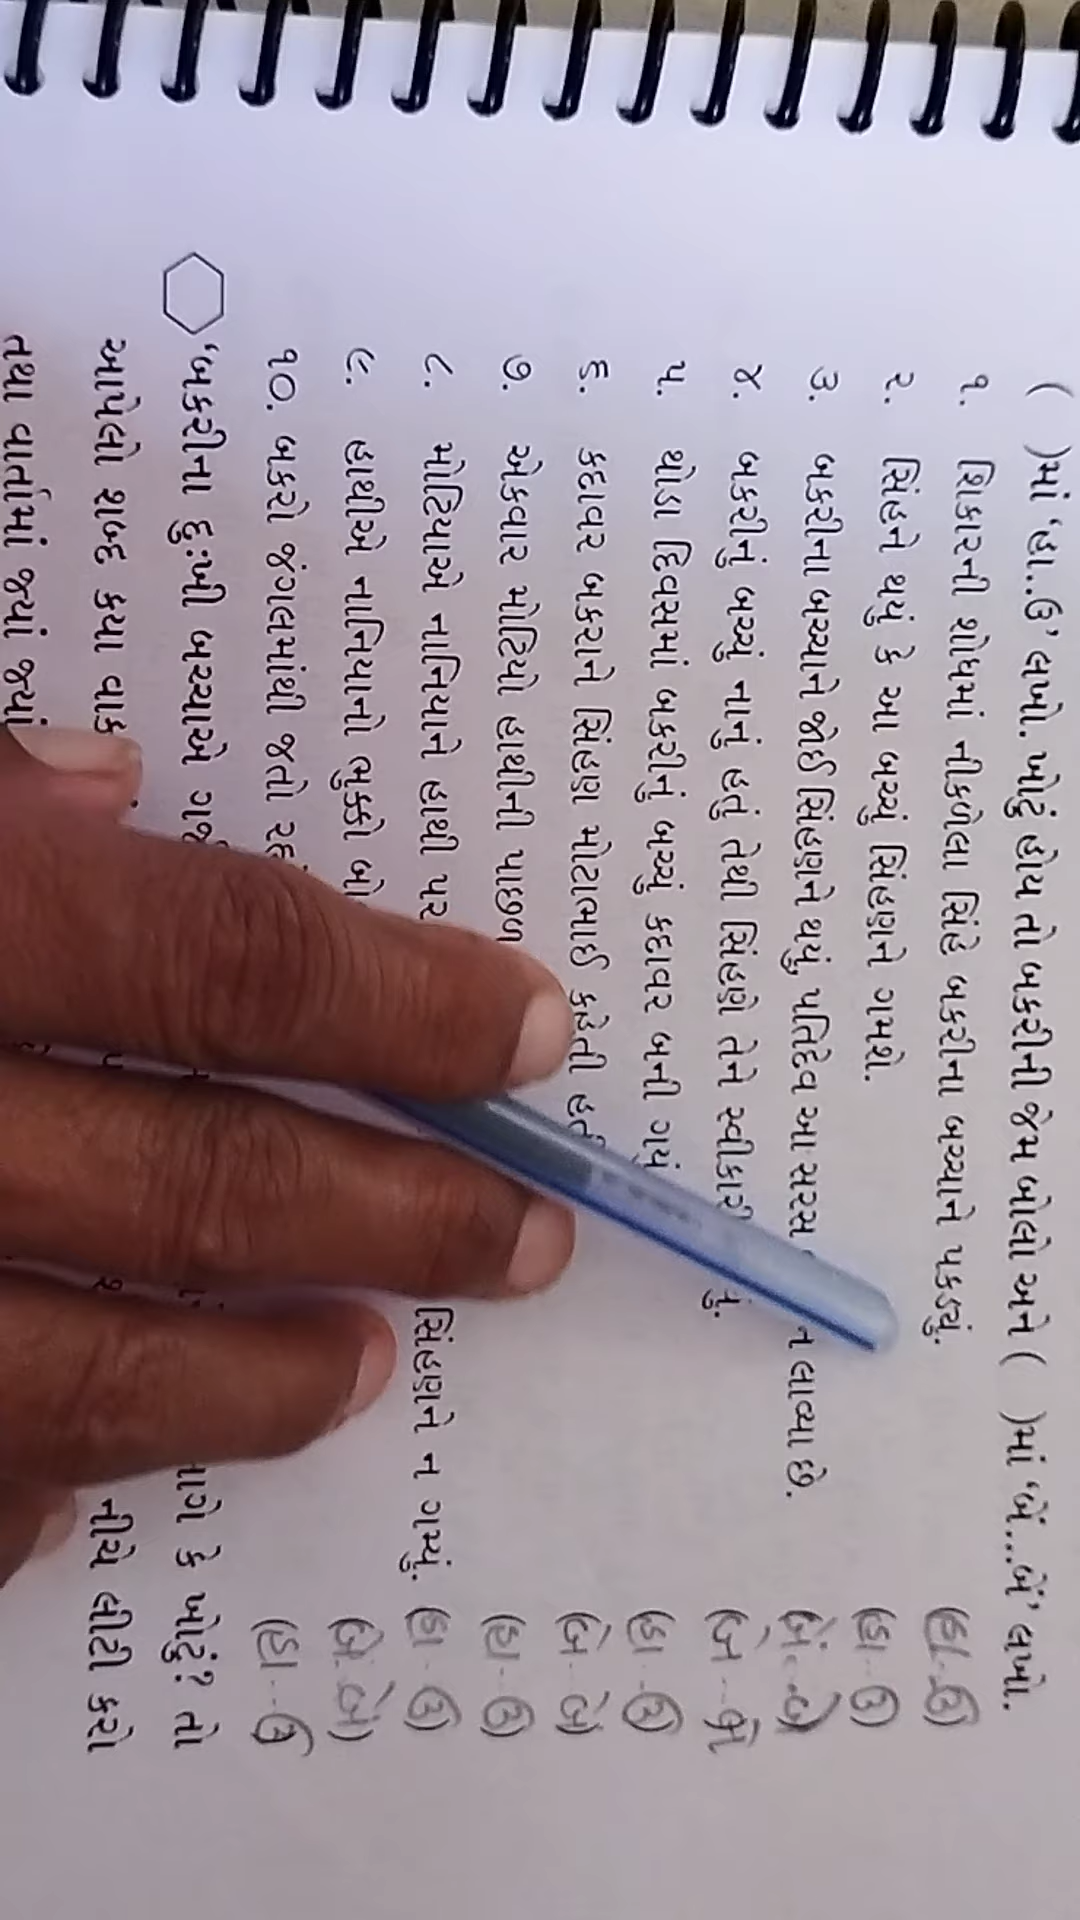 ( )માં ‘હા..ઉ’ લખો. ખોટું હોય તો બકરીની જેમ બોલો અને ( )માં ‘બેં...બેં’ લખો.
૧. શિકારની શોધમાં નીકળેલા સિંહે બકરીના બચ્ચાને પકડ્યું. (હા..ઉ)
૨. સિંહને થયું કે આ બચ્ચું સિંહણને ગમશે. (હા..ઉ)
૩. બકરીના બચ્ચાને જોઈ સિંહણને થયું, પતિદેવ આ સરસ ન લાવ્યા છે. (બેં..બેં)
૪. બકરીનું બચ્ચું નાનું હતું તેથી સિંહણે તેને સ્વીકારી
૫. થોડા દિવસમાં બકરીનું બચ્ચું કદાવર બની ગયું (હા..ઉ)
૬. કદાવર બકરાને સિંહણ મોટાભાઈ કહેતી
૭. એકવાર મોટિયો હાથીની પાછળ (હા..ઉ)
૮. મોટિયાએ નાનિયાને હાથી પર સિંહણને ન ગમ્યું. (હા..ઉ)
૯. હાથીએ નાનિયાનો ભુક્કો (બેં..બેં)
૧૦. બકરો જંગલમાંથી જતો (હા..ઉ)
‘બકરીના દુઃખી બચ્ચાએ કે ખોટું? તો
આપેલો શબ્દ ક્યા નીચે લીટી કરો
તથા વાર્તામાં જ્યાં જ્યાં